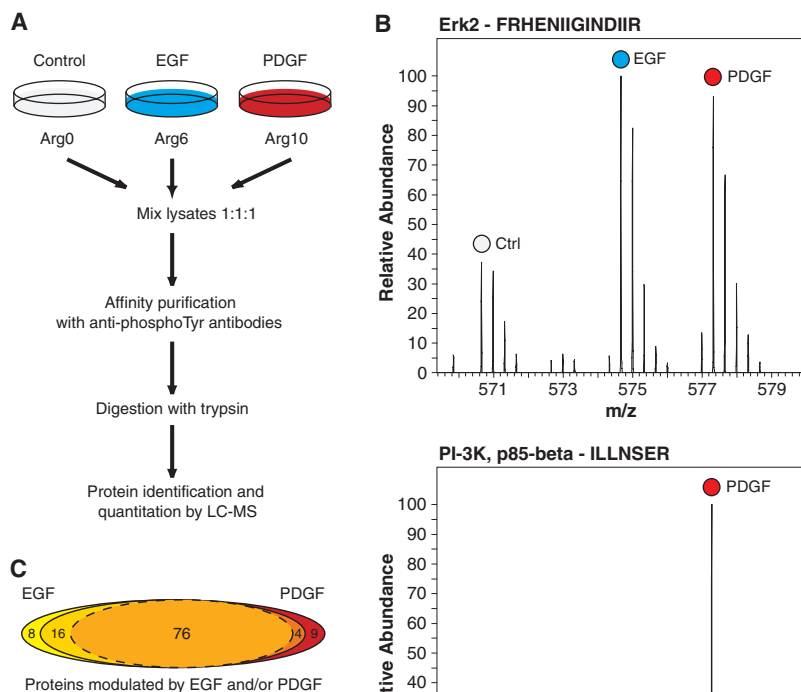 A
Control EGF PDGF
Arg0 Arg6 Arg10
Mix lysates 1:1:1
Affinity purification
with anti-phosphoTyr antibodies
Digestion with trypsin
Protein identification and
quantitation by LC-MS
B
Erk2 - FRHENIIGINDIIR
EGF
PDGF
Ctrl
Relative Abundance
100
90
80
70
60
50
40
30
20
10
0
571 573 575 577 579
m/z
PI-3K, p85-beta - ILLNSER
PDGF
100
90
80
70
60
50
40
tive Abundance
C
EGF PDGF
8 16 76 4 9
Proteins modulated by EGF and/or PDGF